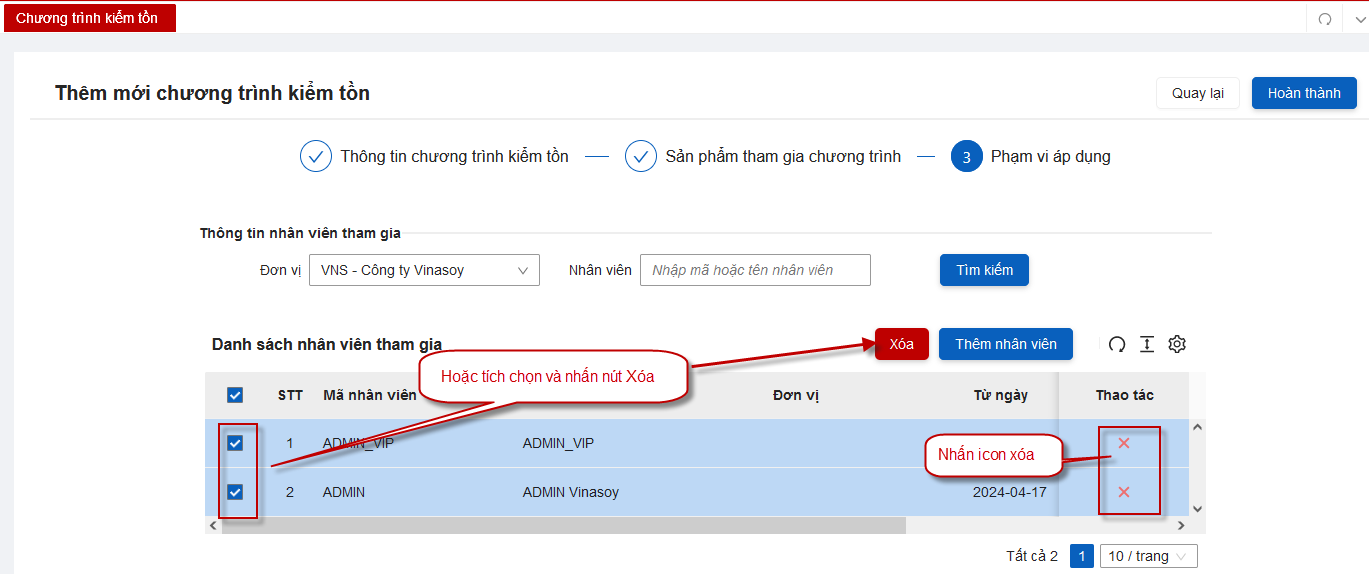 Chương trình kiểm tồn
Thêm mới chương trình kiểm tồn
Quay lại
Hoàn thành
Thông tin chương trình kiểm tồn
Sản phẩm tham gia chương trình
3 Phạm vi áp dụng
Thông tin nhân viên tham gia
Đơn vị VNS - Công ty Vinasoy Nhân viên Nhập mã hoặc tên nhân viên Tìm kiếm
Danh sách nhân viên tham gia Xóa Thêm nhân viên
Hoặc tích chọn và nhấn nút Xóa
STT Mã nhân viên Đơn vị Từ ngày Thao tác
1 ADMIN_VIP ADMIN_VIP
Nhấn icon xóa
2 ADMIN ADMIN Vinasoy 2024-04-17
Tất cả 2 1 10 / trang